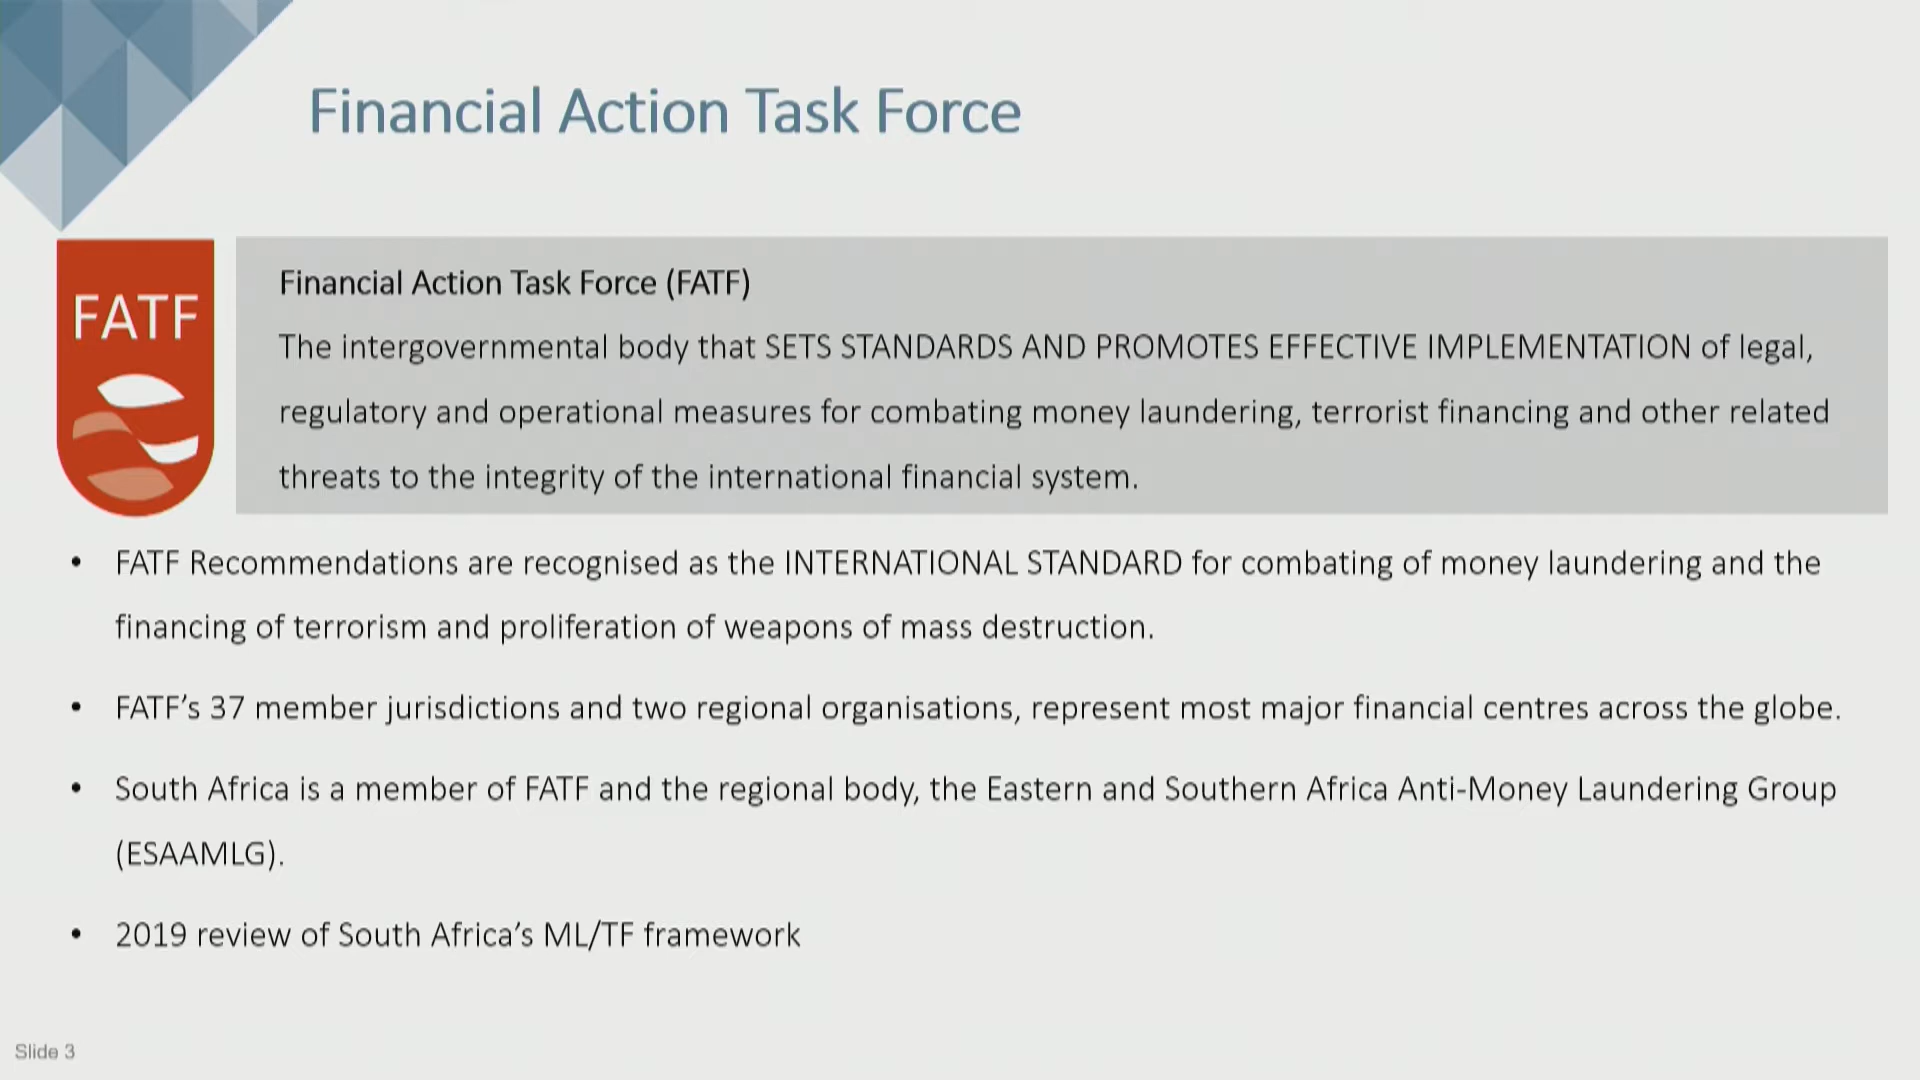 Financial Action Task Force
FATF
Financial Action Task Force (FATF)
The intergovernmental body that SETS STANDARDS AND PROMOTES EFFECTIVE IMPLEMENTATION of legal,
regulatory and operational measures for combating money laundering, terrorist financing and other related
threats to the integrity of the international financial system.
• FATF Recommendations are recognised as the INTERNATIONAL STANDARD for combating of money laundering and the
financing of terrorism and proliferation of weapons of mass destruction.
• FATF’s 37 member jurisdictions and two regional organisations, represent most major financial centres across the globe.
• South Africa is a member of FATF and the regional body, the Eastern and Southern Africa Anti-Money Laundering Group
(ESAAMLG).
• 2019 review of South Africa’s ML/TF framework
Slide 3